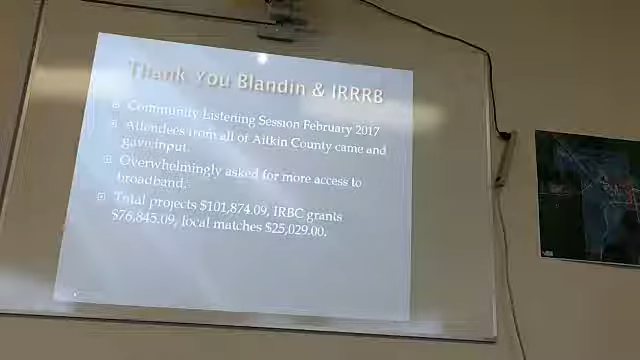 Thank You Blandin & IRRRB
Community Listening Session February 2017
Attendees from all of Aitkin County came and
gave input.
Overwhelmingly asked for more access to
broadband.
Total projects $101,874.09, IRBC grants
$76,845.09, local matches $25,029.00.